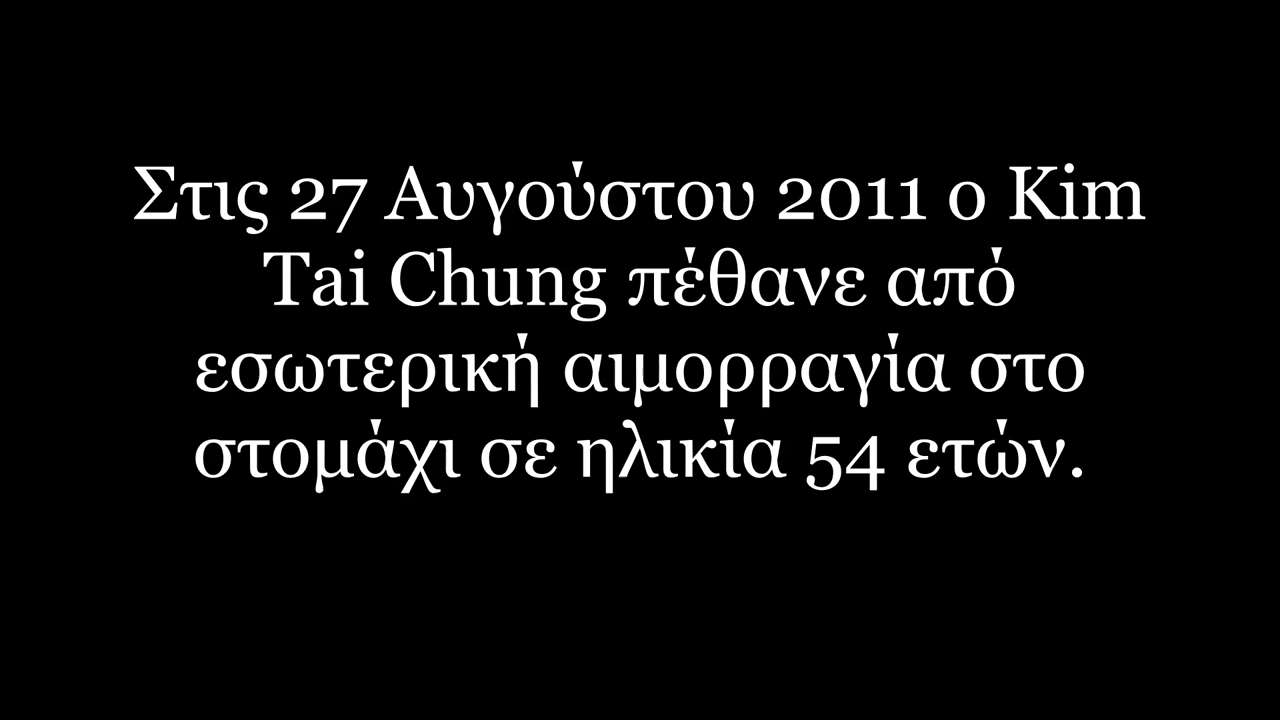 Στις 27 Αυγούστου 2011 ο Kim
Tai Chung πέθανε από
εσωτερική αιμορραγία στο
στομάχι σε ηλικία 54 ετών.